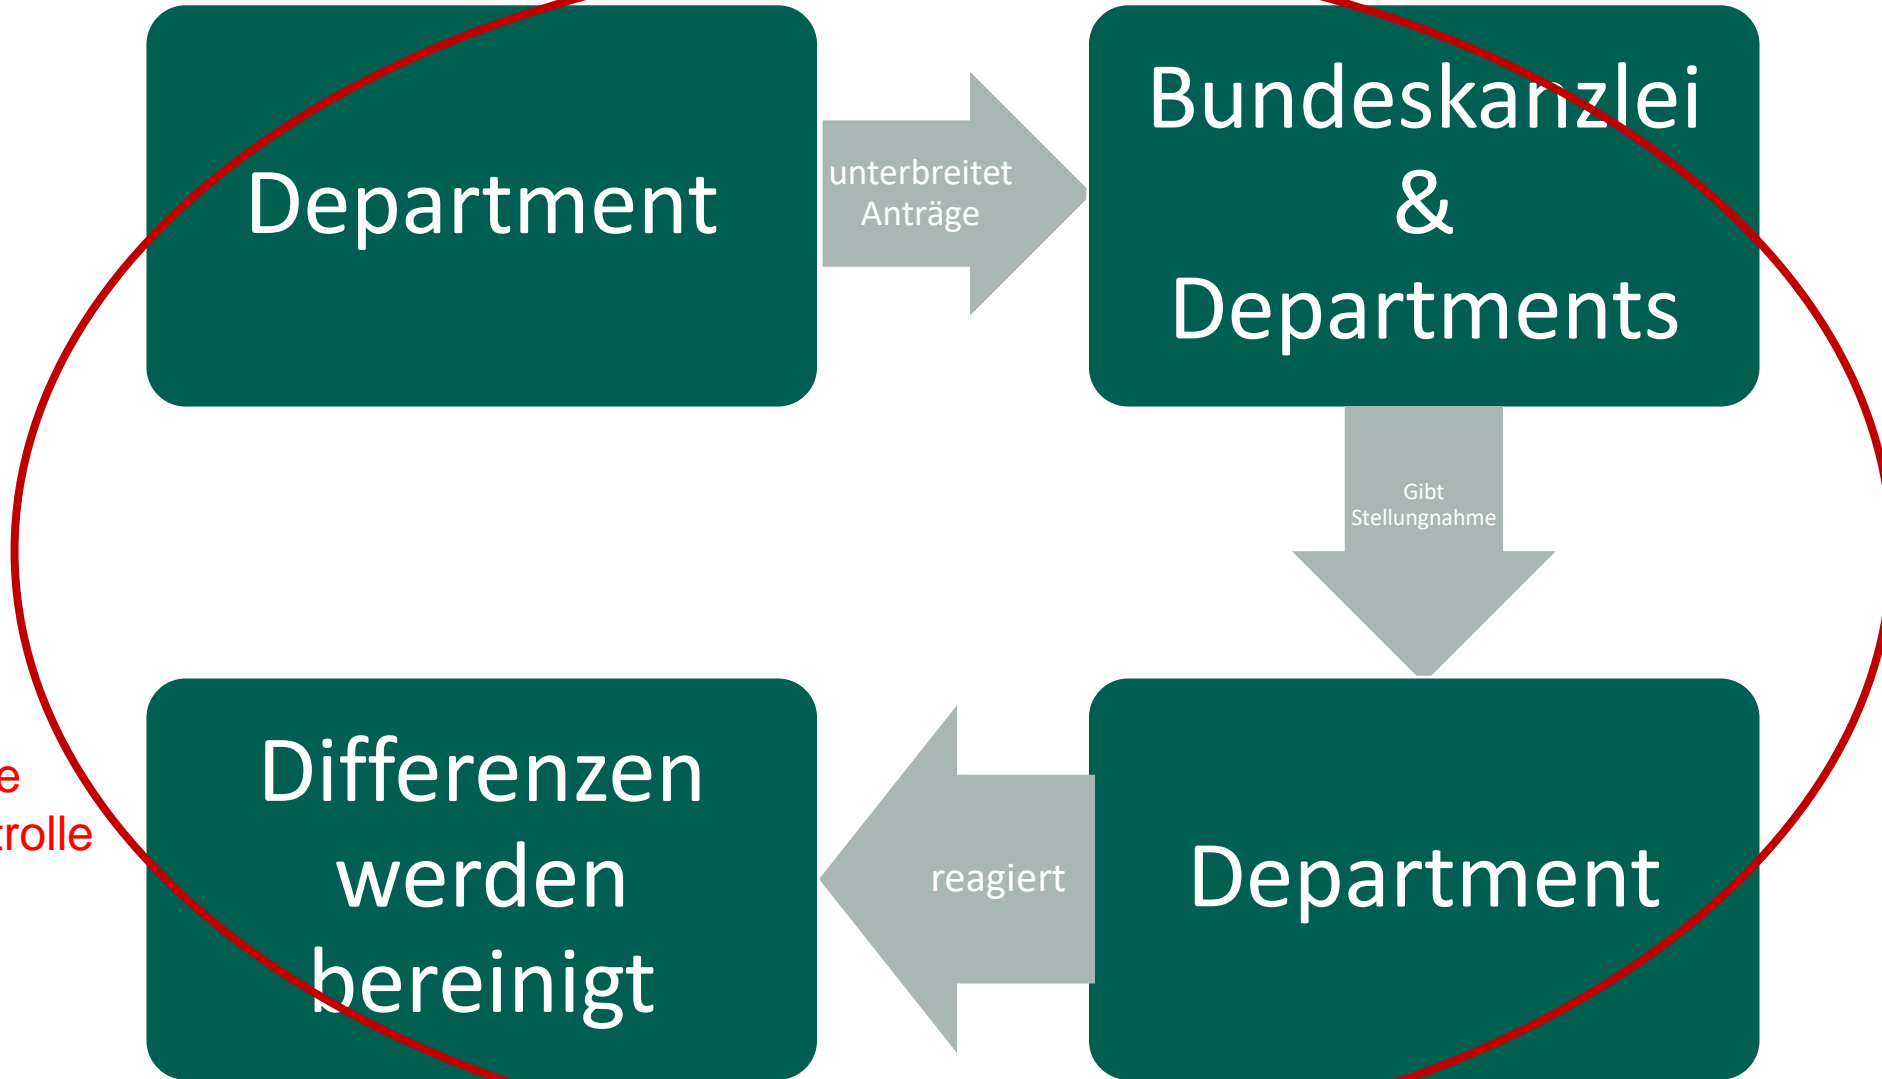 Department
unterbreitet
Anträge
Bundeskanzlei
&
Departments
Gibt
Stellungnahme
Department
reagiert
Differenzen
werden
bereinigt